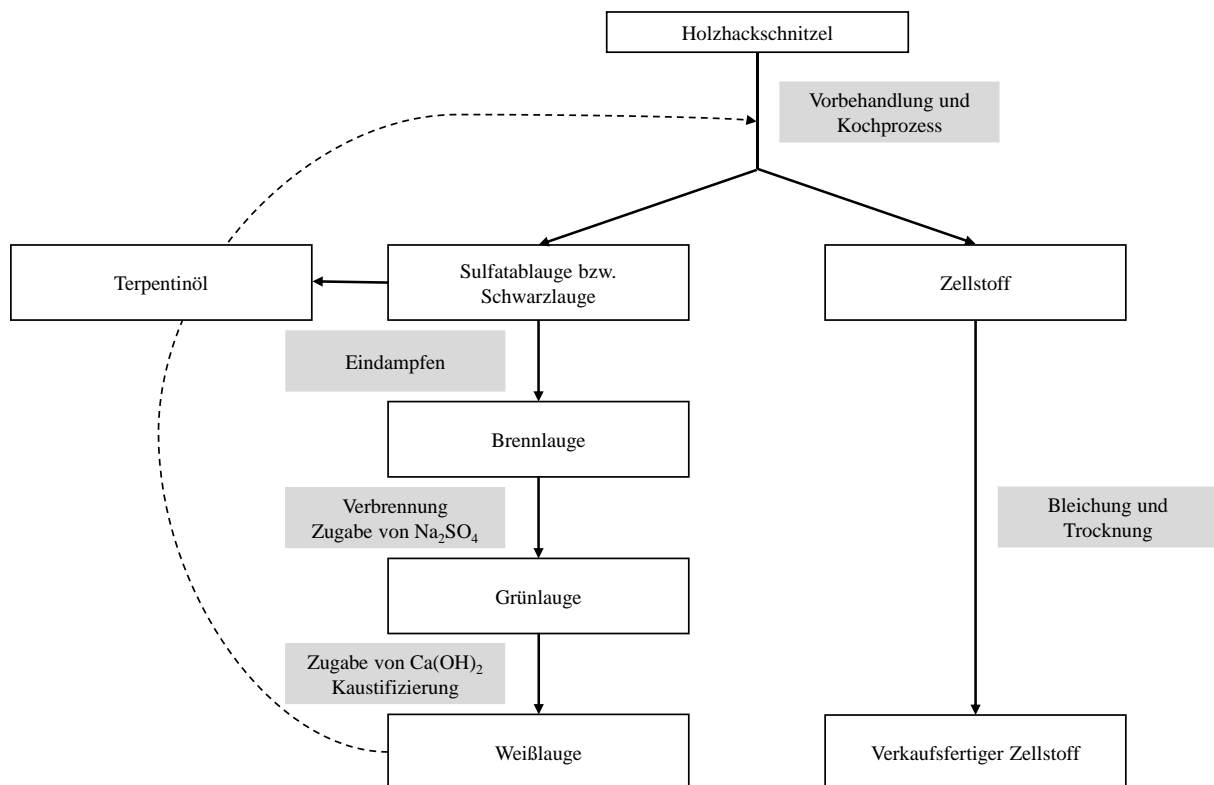 Holzhackschnitzel
Vorbehandlung und
Kochprozess
Terpentinöl
Sulfatablauge bzw.
Schwarzlauge
Zellstoff
Eindampfen
Brennlauge
Verbrennung
Zugabe von Na₂SO₄
Bleichung und
Trocknung
Grünlauge
Zugabe von Ca(OH)₂
Kaustifizierung
Weißlauge
Verkaufsfertiger Zellstoff